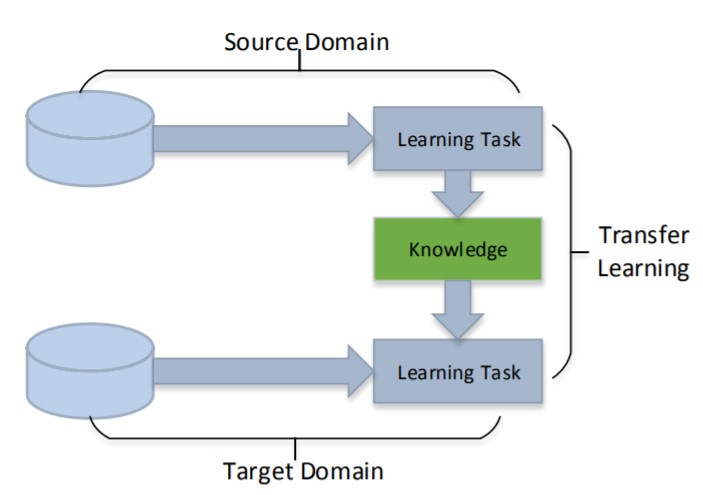 Source Domain
Learning Task
Knowledge
Transfer
Learning
Learning Task
Target Domain